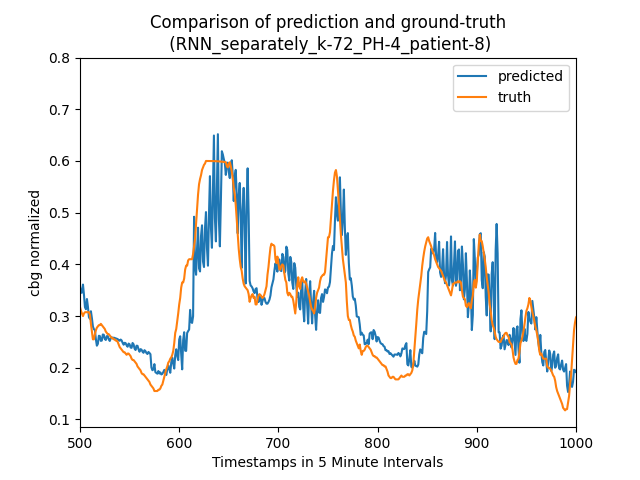 Comparison of prediction and ground-truth
(RNN_separately_k-72_PH-4_patient-8)
predicted
truth
cbg normalized
0.8
0.7
0.6
0.5
0.4
0.3
0.2
0.1
500 600 700 800 900 1000
Timestamps in 5 Minute Intervals